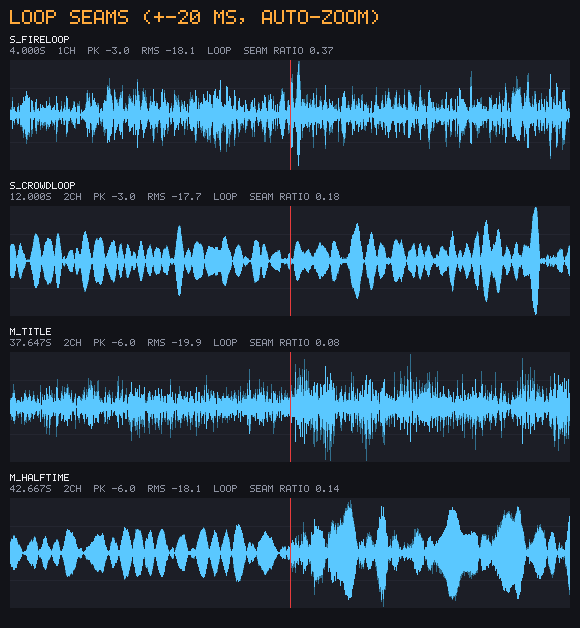 LOOP SEAMS (+-20 MS, AUTO-ZOOM)
S_FIRELOOP
4.000S 1CH PK -3.0 RMS -18.1 LOOP SEAM RATIO 0.37
S_CROWDLOOP
12.000S 2CH PK -3.0 RMS -17.7 LOOP SEAM RATIO 0.18
M_TITLE
37.647S 2CH PK -6.0 RMS -19.9 LOOP SEAM RATIO 0.08
M_HALFTIME
42.667S 2CH PK -6.0 RMS -18.1 LOOP SEAM RATIO 0.14